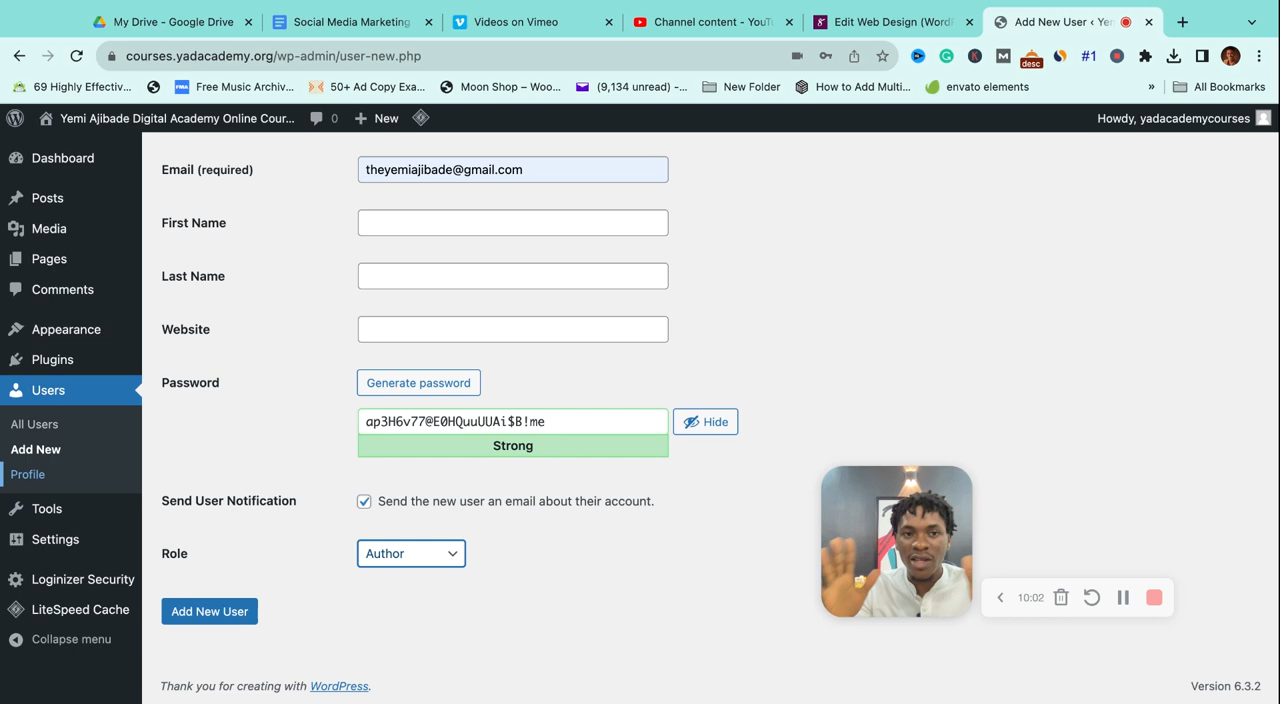 My Drive - Google Drive
Social Media Marketing
Videos on Vimeo
Channel content - YouTu
Edit Web Design (WordP
Add New User < Yem
courses.yadacademy.org/wp-admin/user-new.php
#1
desc
69 Highly Effectiv...
FMA Free Music Archiv...
50+ Ad Copy Exa...
Moon Shop – Woo...
(9,134 unread) -...
New Folder
How to Add Multi...
envato elements
»
All Bookmarks
Yemi Ajibade Digital Academy Online Cour...
0
New
Howdy, yadacademycourses
Dashboard
Posts
Media
Pages
Comments
Appearance
Plugins
Users
All Users
Add New
Profile
Tools
Settings
Loginizer Security
LiteSpeed Cache
Collapse menu
Email (required)
theyemiajibade@gmail.com
First Name
Last Name
Website
Password
Generate password
ap3H6v77@E0HQuuUUAi$B!me
Hide
Strong
Send User Notification
Send the new user an email about their account.
Role
Author
Add New User
10:02
Thank you for creating with WordPress.
Version 6.3.2